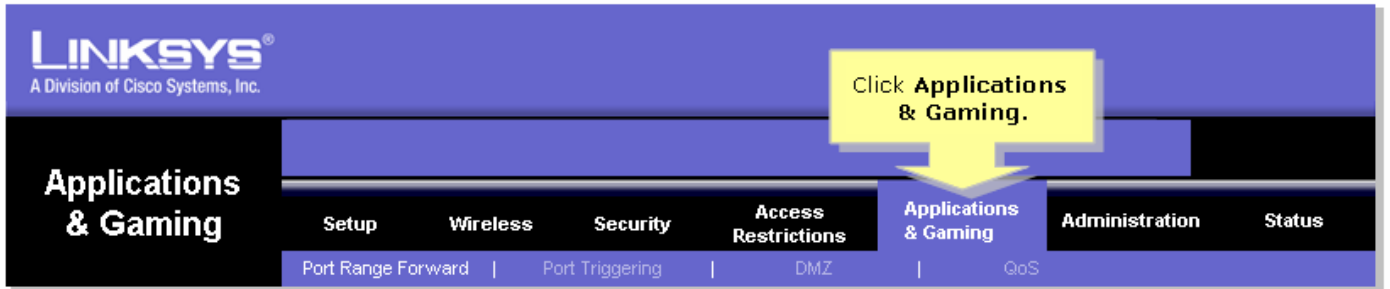 LINKSYS®
A Division of Cisco Systems, Inc.
Click Applications
& Gaming.
Applications
& Gaming
Setup Wireless Security Access Restrictions Applications & Gaming Administration Status
Port Range Forward | Port Triggering | DMZ | QoS